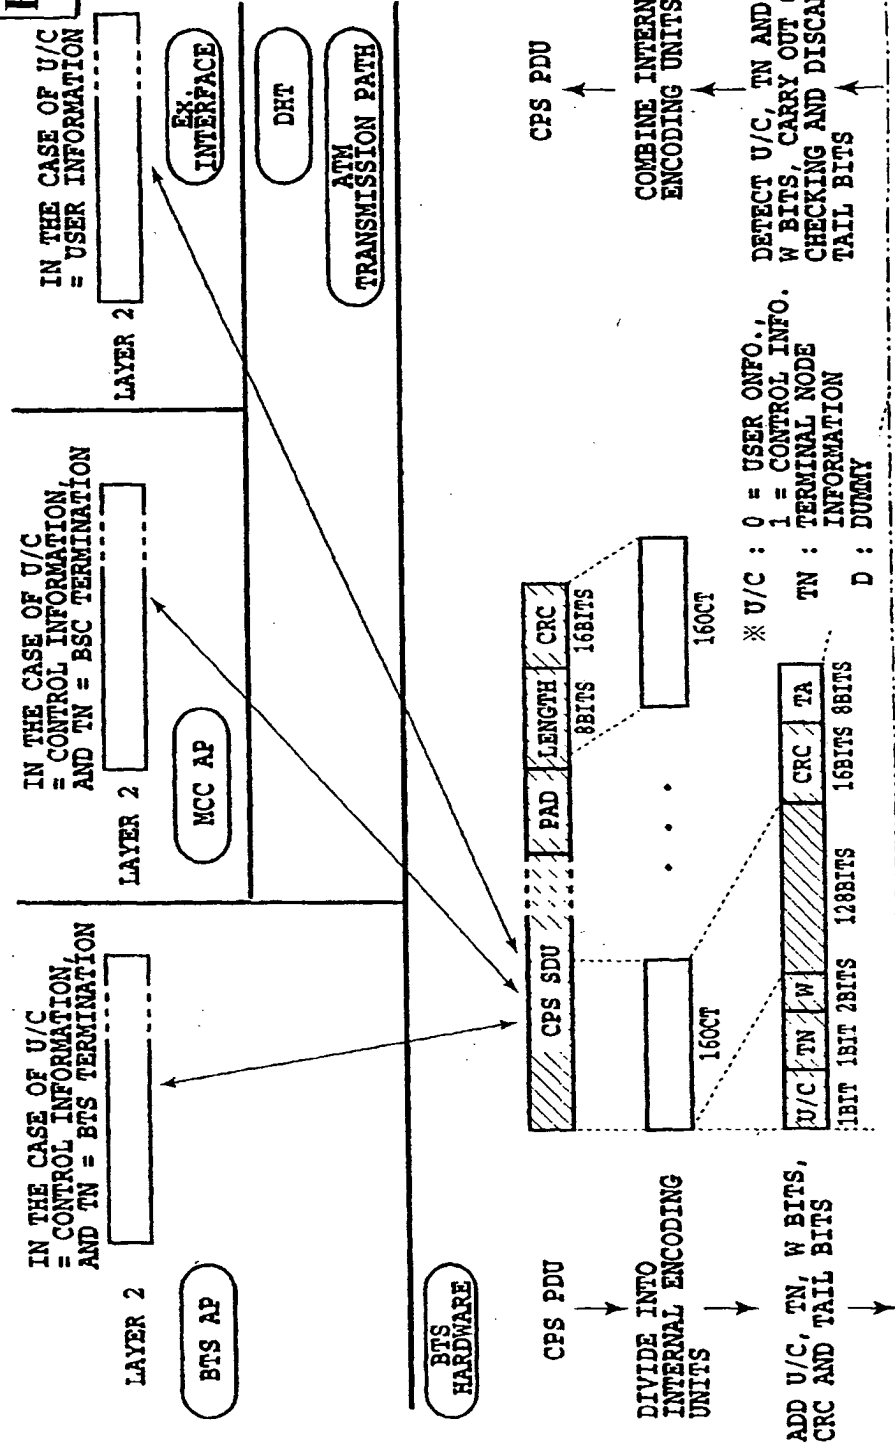 IN THE CASE OF U/C
= CONTROL INFORMATION,
AND TN = BTS TERMINATION
LAYER 2
BTS AP
IN THE CASE OF U/C
= CONTROL INFORMATION,
AND TN = BSC TERMINATION
LAYER 2
MCC AP
IN THE CASE OF U/C
= USER INFORMATION
LAYER 2
EX.
INTERFACE
DHT
ATM
TRANSMISSION PATH
BTS
HARDWARE
CPS PDU
DIVIDE INTO
INTERNAL ENCODING
UNITS
ADD U/C, TN, W BITS,
CRC AND TAIL BITS
CPS SDU
PAD
LENGTH
CRC
8BITS
16BITS
16OCT
• • •
16OCT
U/C
TN
W
CRC
TA
1BIT
1BIT
2BITS
128BITS
16BITS
8BITS
※ U/C : 0 = USER ONFO.,
1 = CONTROL INFO.
TN : TERMINAL NODE
INFORMATION
D : DUMMY
CPS PDU
COMBINE INTERN
ENCODING UNITS
DETECT U/C, TN AND
W BITS, CARRY OUT
CHECKING AND DISCA
TAIL BITS